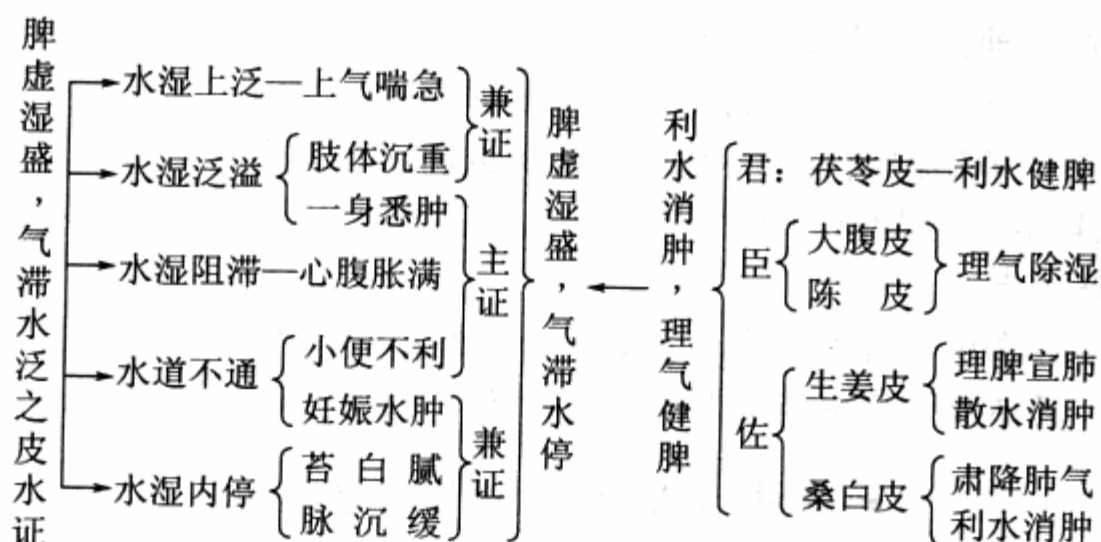 脾虚湿盛，气滞水泛之皮水证
水湿上泛—上气喘急
水湿泛溢
肢体沉重
一身悉肿
水湿阻滞—心腹胀满
水道不通
小便不利
妊娠水肿
水湿内停
苔白腻
脉沉缓
兼证
主证
兼证
脾虚湿盛，气滞水停
利水消肿，理气健脾
君：茯苓皮—利水健脾
臣
大腹皮
陈皮
理气除湿
佐
生姜皮
理脾宣肺
散水消肿
桑白皮
肃降肺气
利水消肿